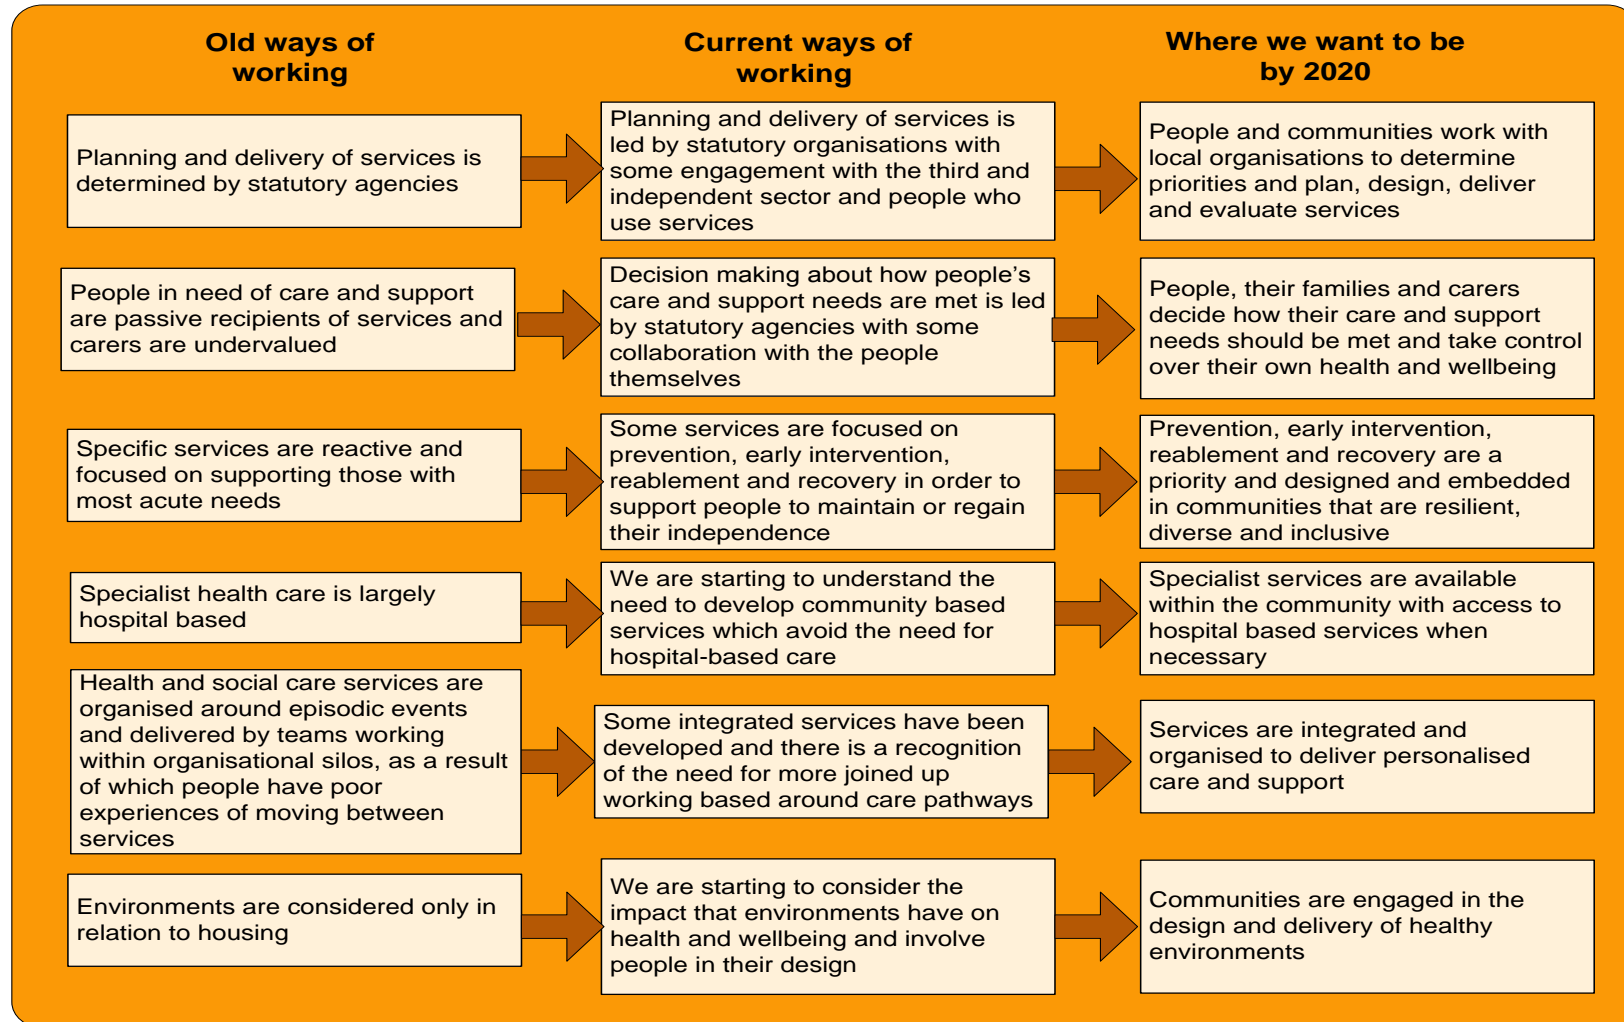 Old ways of
working
Current ways of
working
Where we want to be
by 2020
Planning and delivery of services is
determined by statutory agencies
Planning and delivery of services is
led by statutory organisations with
some engagement with the third and
independent sector and people who
use services
People and communities work with
local organisations to determine
priorities and plan, design, deliver
and evaluate services
People in need of care and support
are passive recipients of services and
carers are undervalued
Decision making about how people’s
care and support needs are met is led
by statutory agencies with some
collaboration with the people
themselves
People, their families and carers
decide how their care and support
needs should be met and take control
over their own health and wellbeing
Specific services are reactive and
focused on supporting those with
most acute needs
Some services are focused on
prevention, early intervention,
reablement and recovery in order to
support people to maintain or regain
their independence
Prevention, early intervention,
reablement and recovery are a
priority and designed and embedded
in communities that are resilient,
diverse and inclusive
Specialist health care is largely
hospital based
We are starting to understand the
need to develop community based
services which avoid the need for
hospital-based care
Specialist services are available
within the community with access to
hospital based services when
necessary
Health and social care services are
organised around episodic events
and delivered by teams working
within organisational silos, as a result
of which people have poor
experiences of moving between
services
Some integrated services have been
developed and there is a recognition
of the need for more joined up
working based around care pathways
Services are integrated and
organised to deliver personalised
care and support
Environments are considered only in
relation to housing
We are starting to consider the
impact that environments have on
health and wellbeing and involve
people in their design
Communities are engaged in the
design and delivery of healthy
environments